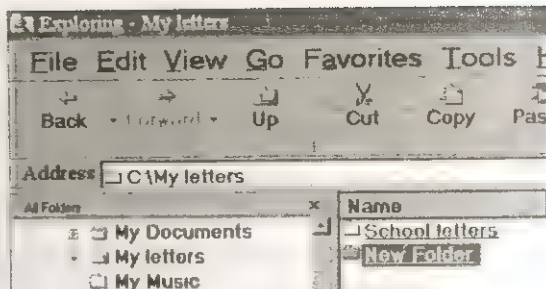 Exploring - My letters
File Edit View Go Favorites Tools
Back Forward Up Cut Copy
Address C:\My letters
All Folders x Name
My Documents School letters
My letters New Folder
My Music